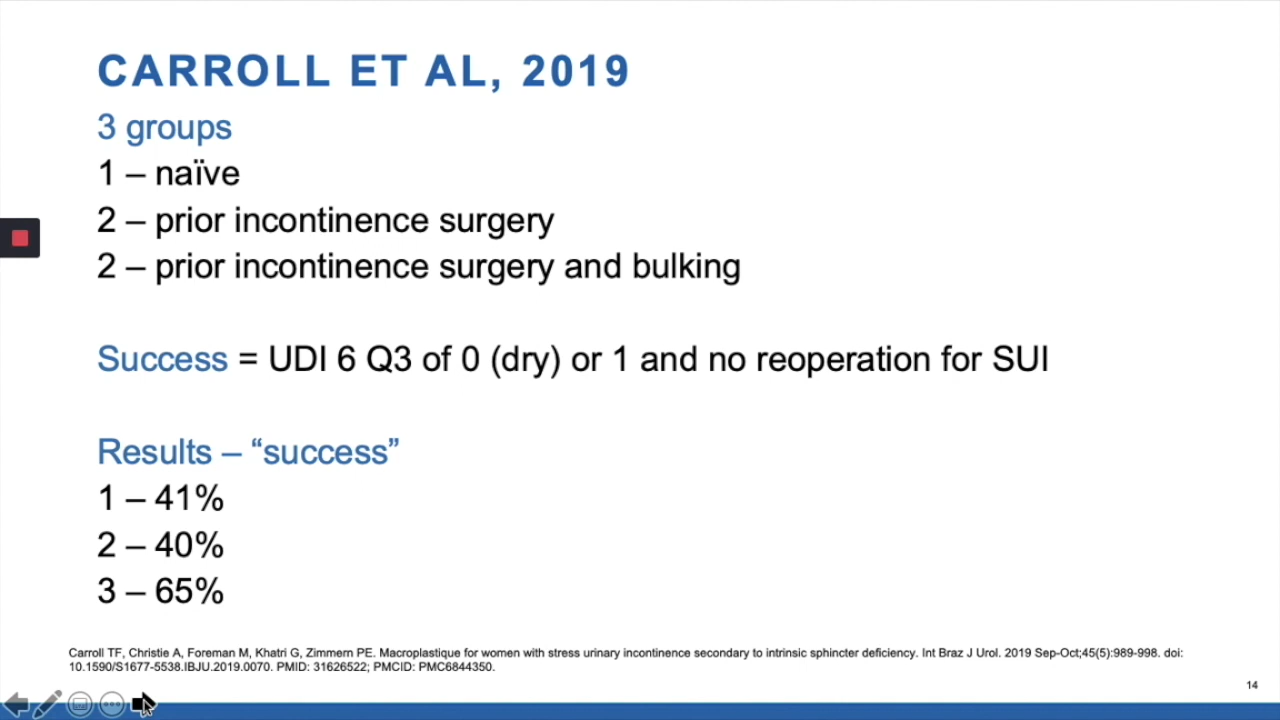 CARROLL ET AL, 2019
3 groups
1 – naïve
2 – prior incontinence surgery
2 – prior incontinence surgery and bulking
Success = UDI 6 Q3 of 0 (dry) or 1 and no reoperation for SUI
Results – “success”
1 – 41%
2 – 40%
3 – 65%
Carroll TF, Christie A, Foreman M, Khatri G, Zimmern PE. Macroplastique for women with stress urinary incontinence secondary to intrinsic sphincter deficiency. Int Braz J Urol. 2019 Sep-Oct;45(5):989-998. doi:
10.1590/S1677-5538.IBJU.2019.0070. PMID: 31626522; PMCID: PMC6844350.
14